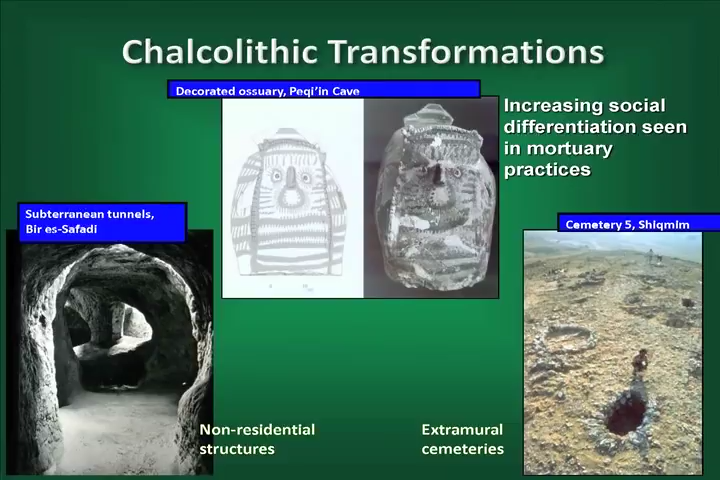 Chalcolithic Transformations
Decorated ossuary, Peqi'in Cave
Increasing social
differentiation seen
in mortuary
practices
Subterranean tunnels,
Bir es-Safadi
Cemetery 5, Shiqmim
Non-residential
structures
Extramural
cemeteries